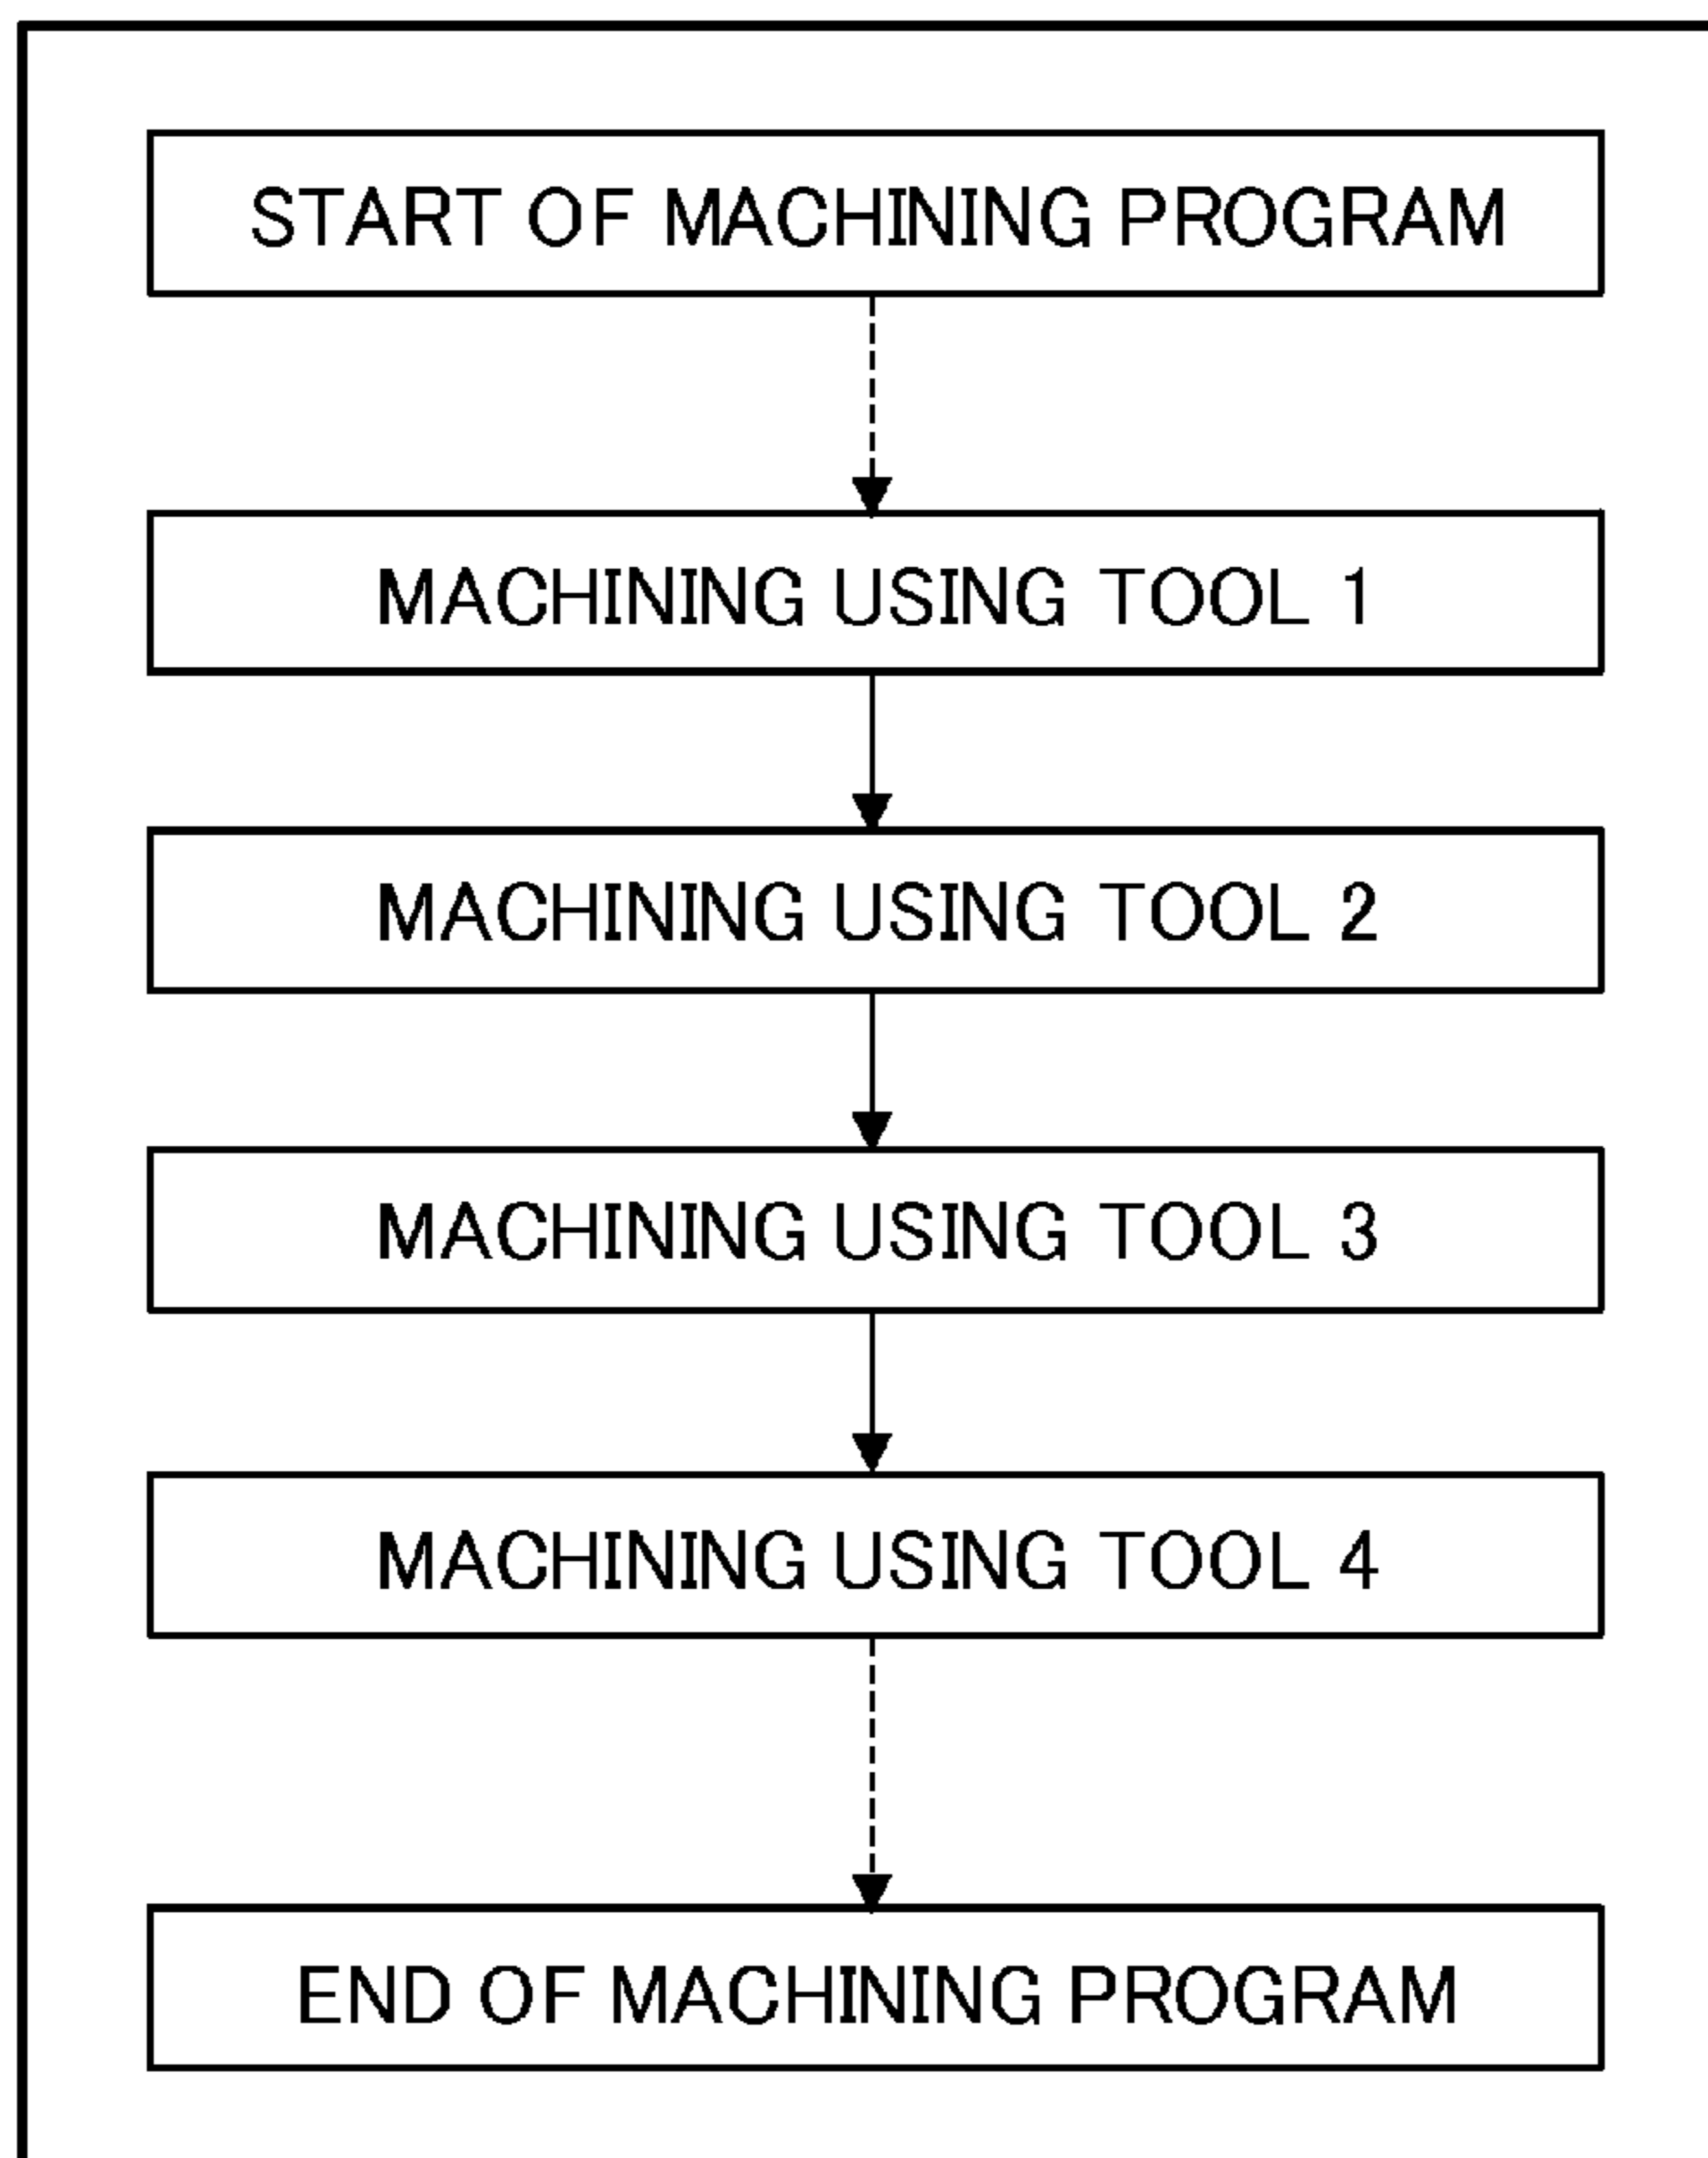 START OF MACHINING PROGRAM
MACHINING USING TOOL 1
MACHINING USING TOOL 2
MACHINING USING TOOL 3
MACHINING USING TOOL 4
END OF MACHINING PROGRAM